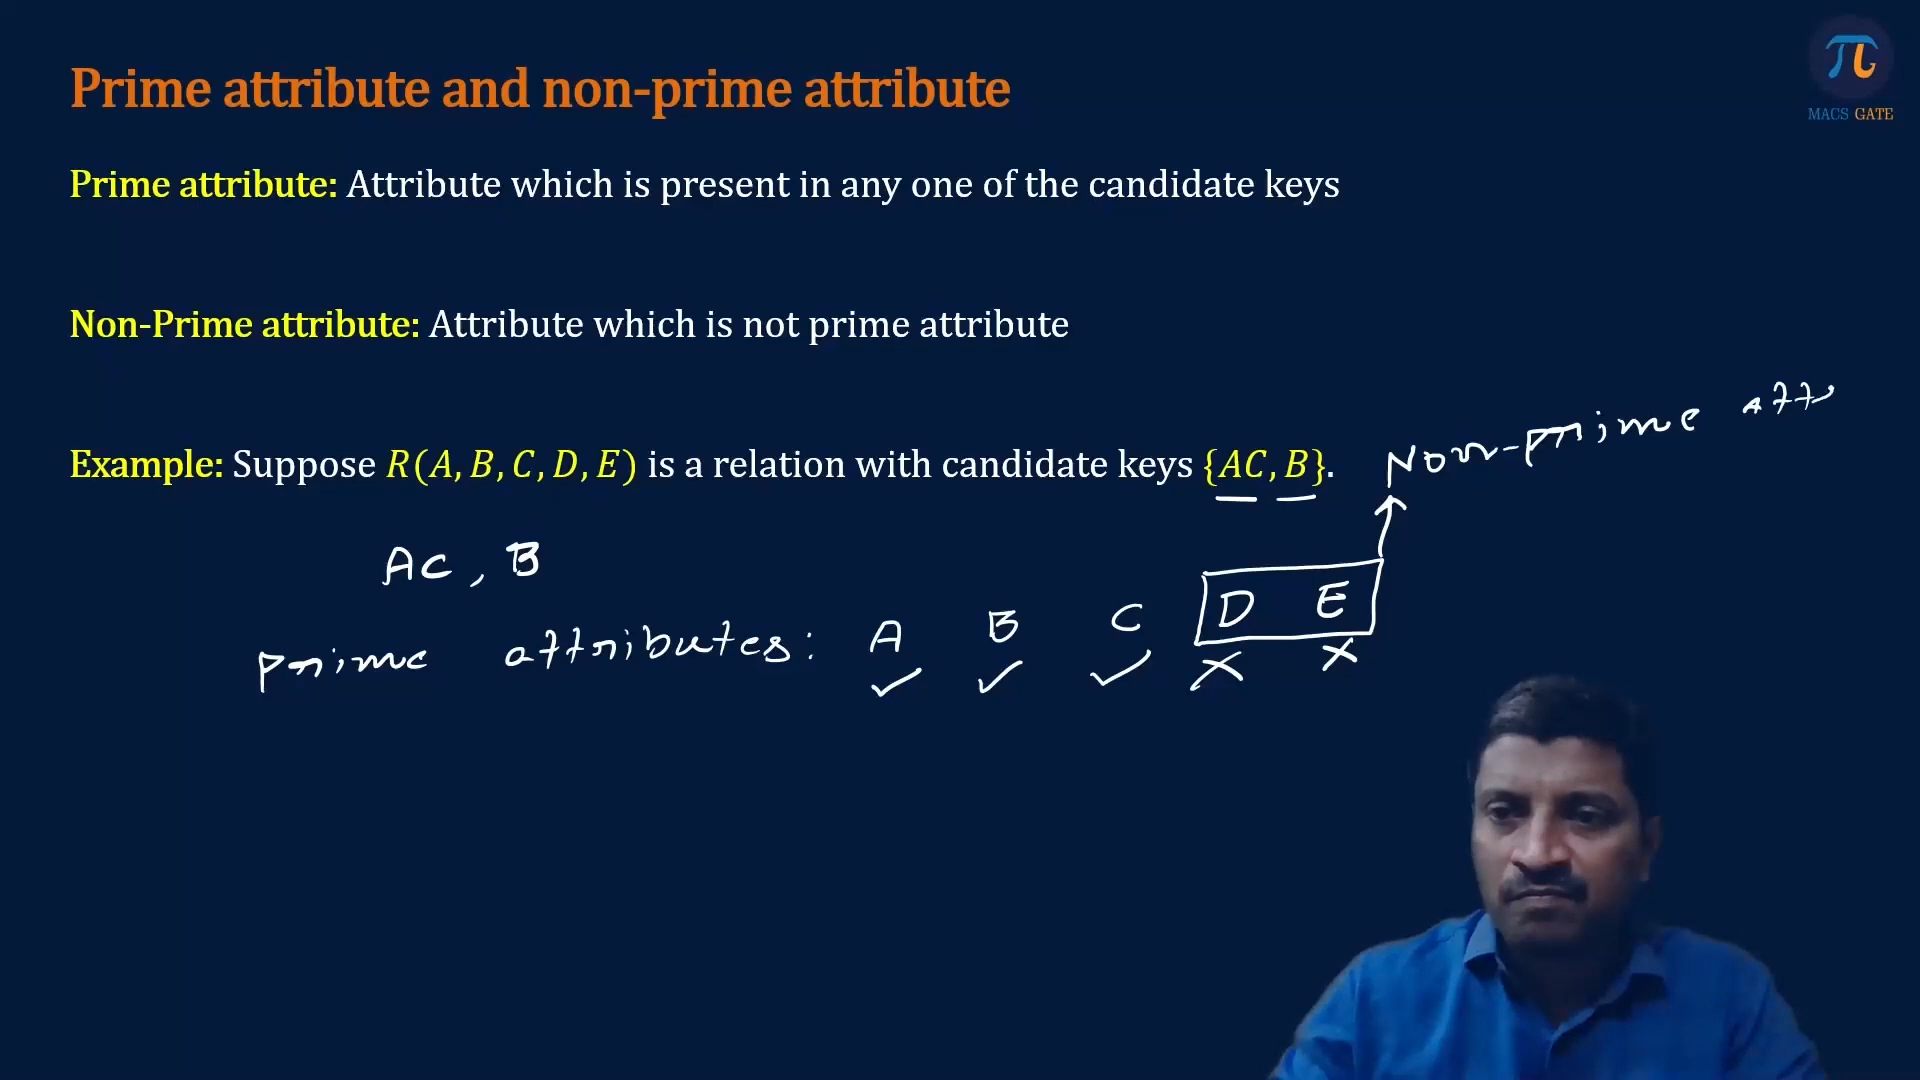 Prime attribute and non-prime attribute
MACS GATE
Prime attribute: Attribute which is present in any one of the candidate keys
Non-Prime attribute: Attribute which is not prime attribute
Non-prime att
Example: Suppose R(A, B, C, D, E) is a relation with candidate keys {AC, B}.
AC, B
prime attributes: A B C D E